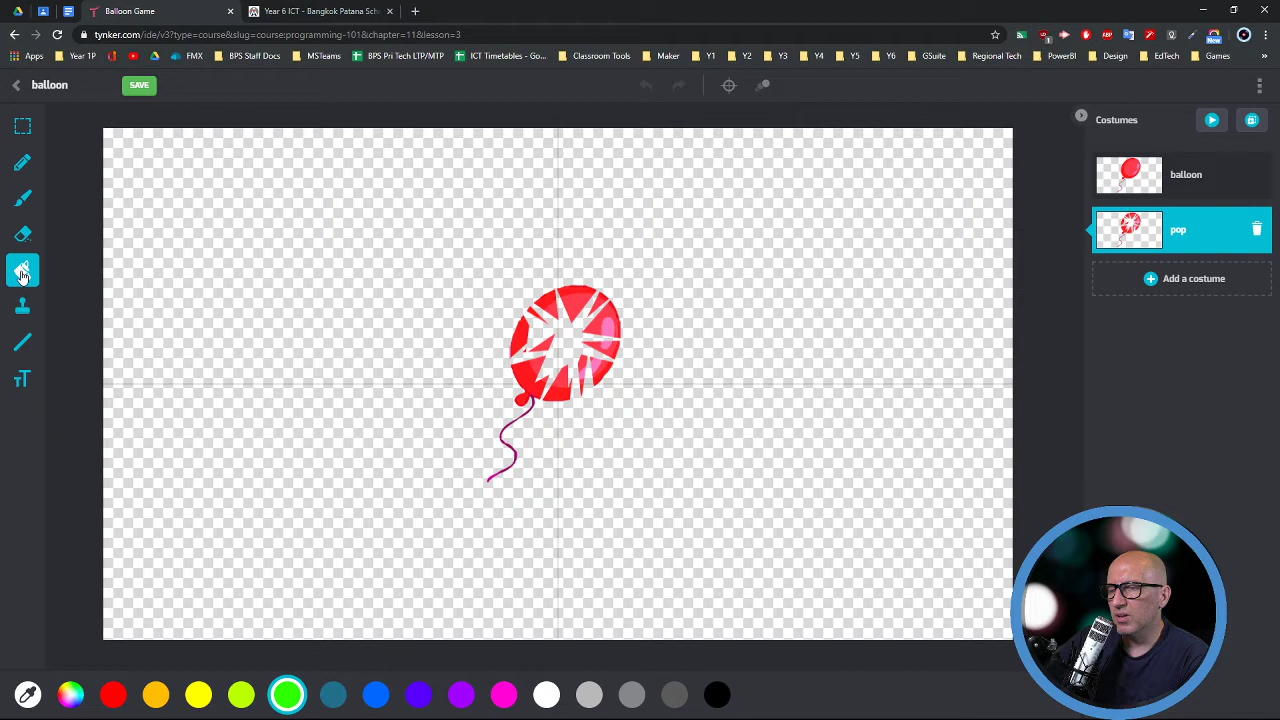 Balloon Game
Year 6 ICT - Bangkok Patana Sch
tynker.com/ide/v3?type=course&slug=course:programming-101&chapter=11&lesson=3
Apps Year 1P FMX BPS Staff Docs MSTeams BPS Pri Tech LTP/MTP ICT Timetables - Go... Classroom Tools Maker Y1 Y2 Y3 Y4 Y5 Y6 GSuite Regional Tech PowerBI Design EdTech Games
balloon SAVE
Costumes
balloon
pop
Add a costume